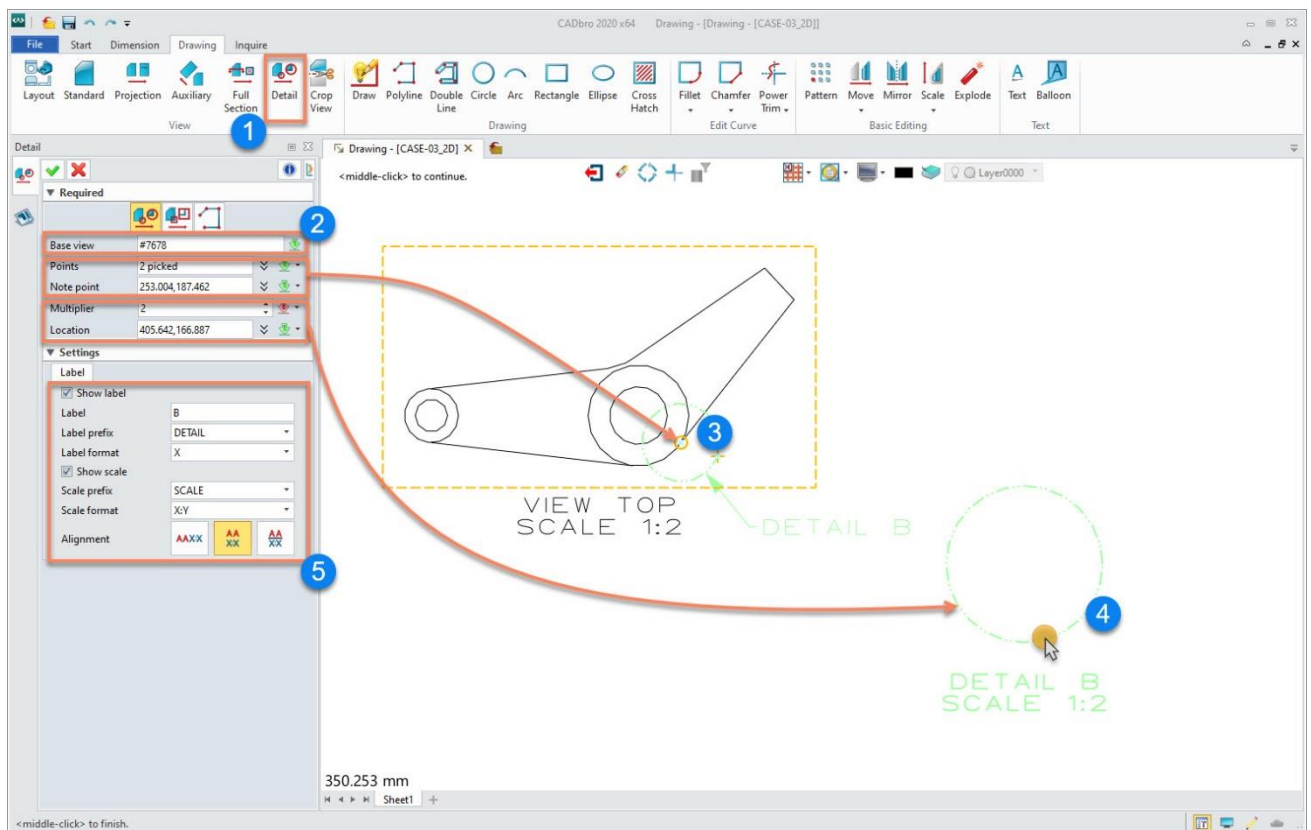 CADbro 2020 x64 Drawing - [Drawing - [CASE-03_2D]]
File Start Dimension Drawing Inquire
Layout Standard Projection Auxiliary Full Section Detail Crop View Draw Polyline Double Line Circle Arc Rectangle Ellipse Cross Hatch Fillet Chamfer Power Trim Pattern Move Mirror Scale Explode Text Balloon
View Drawing Edit Curve Basic Editing Text
1
Detail
Drawing - [CASE-03_2D]
<middle-click> to continue.
Layer0000
Required
2
Base view #7678
Points 2 picked
Note point 253.004,187.462
Multiplier 2
Location 405.642,166.887
Settings
Label
Show label
Label B
Label prefix DETAIL
Label format X
Show scale
Scale prefix SCALE
Scale format X:Y
Alignment AAXX AA XX AA XX
5
3
VIEW TOP
SCALE 1:2
DETAIL B
4
DETAIL B
SCALE 1:2
350.253 mm
Sheet1
<middle-click> to finish.